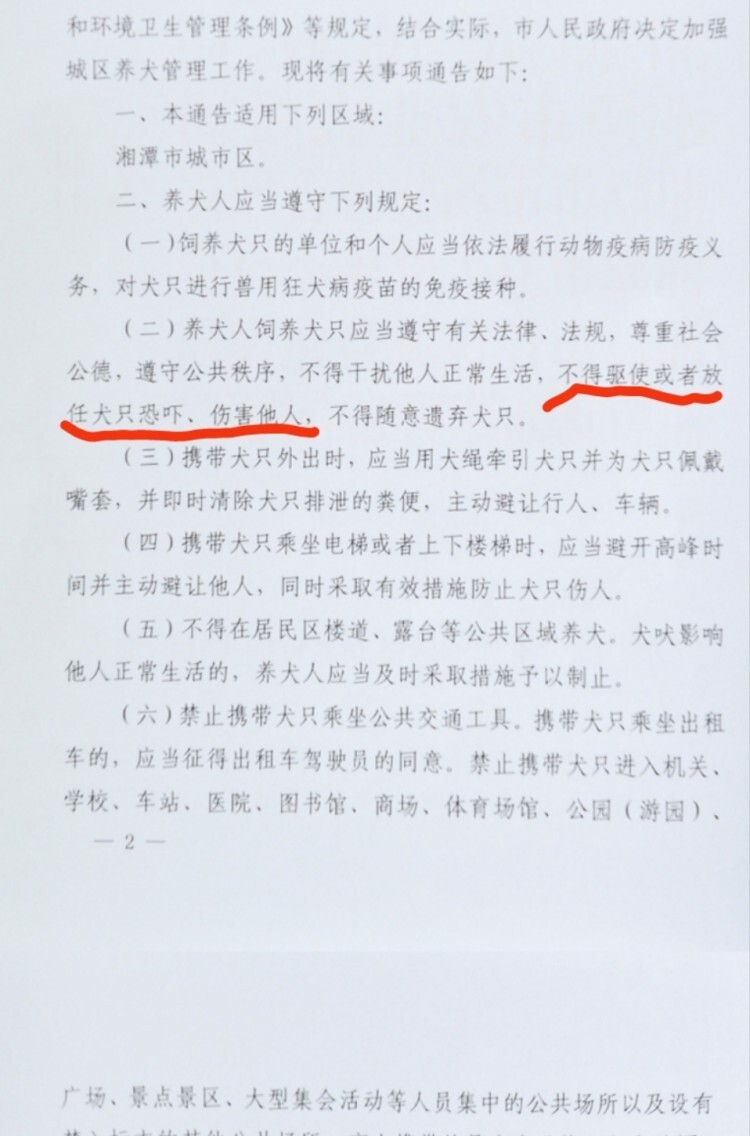 和环境卫生管理条例》等规定，结合实际，市人民政府决定加强
城区养犬管理工作。现将有关事项通告如下：
一、本通告适用下列区域：
湘潭市城市区。
二、养犬人应当遵守下列规定：
（一）饲养犬只的单位和个人应当依法履行动物疫病防疫义
务，对犬只进行兽用狂犬病疫苗的免疫接种。
（二）养犬人饲养犬只应当遵守有关法律、法规，尊重社会
公德，遵守公共秩序，不得干扰他人正常生活，不得驱使或者放
任犬只恐吓、伤害他人，不得随意遗弃犬只。
（三）携带犬只外出时，应当用犬绳牵引犬只并为犬只佩戴
嘴套，并即时清除犬只排泄的粪便，主动避让行人、车辆。
（四）携带犬只乘坐电梯或者上下楼梯时，应当避开高峰时
间并主动避让他人，同时采取有效措施防止犬只伤人。
（五）不得在居民区楼道、露台等公共区域养犬。犬吠影响
他人正常生活的，养犬人应当及时采取措施予以制止。
（六）禁止携带犬只乘坐公共交通工具。携带犬只乘坐出租
车的，应当征得出租车驾驶员的同意。禁止携带犬只进入机关、
学校、车站、医院、图书馆、商场、体育场馆、公园（游园）、
— 2 —
广场、景点景区、大型集会活动等人员集中的公共场所以及设有